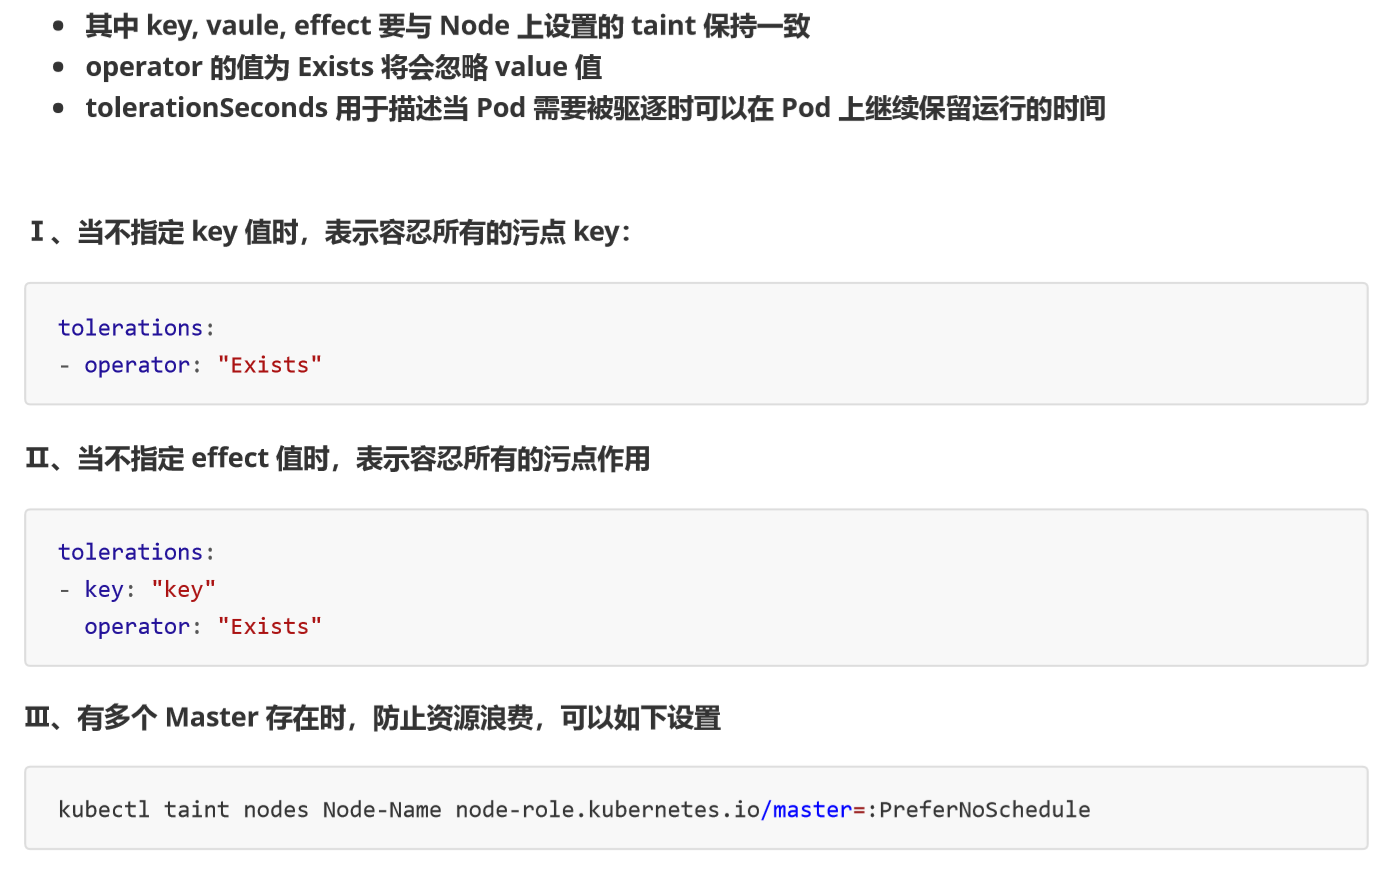 • 其中 key, vaule, effect 要与 Node 上设置的 taint 保持一致
• operator 的值为 Exists 将会忽略 value 值
• tolerationSeconds 用于描述当 Pod 需要被驱逐时可以在 Pod 上继续保留运行的时间
Ⅰ、当不指定 key 值时，表示容忍所有的污点 key：
tolerations:
- operator: "Exists"
Ⅱ、当不指定 effect 值时，表示容忍所有的污点作用
tolerations:
- key: "key"
  operator: "Exists"
Ⅲ、有多个 Master 存在时，防止资源浪费，可以如下设置
kubectl taint nodes Node-Name node-role.kubernetes.io/master=:PreferNoSchedule